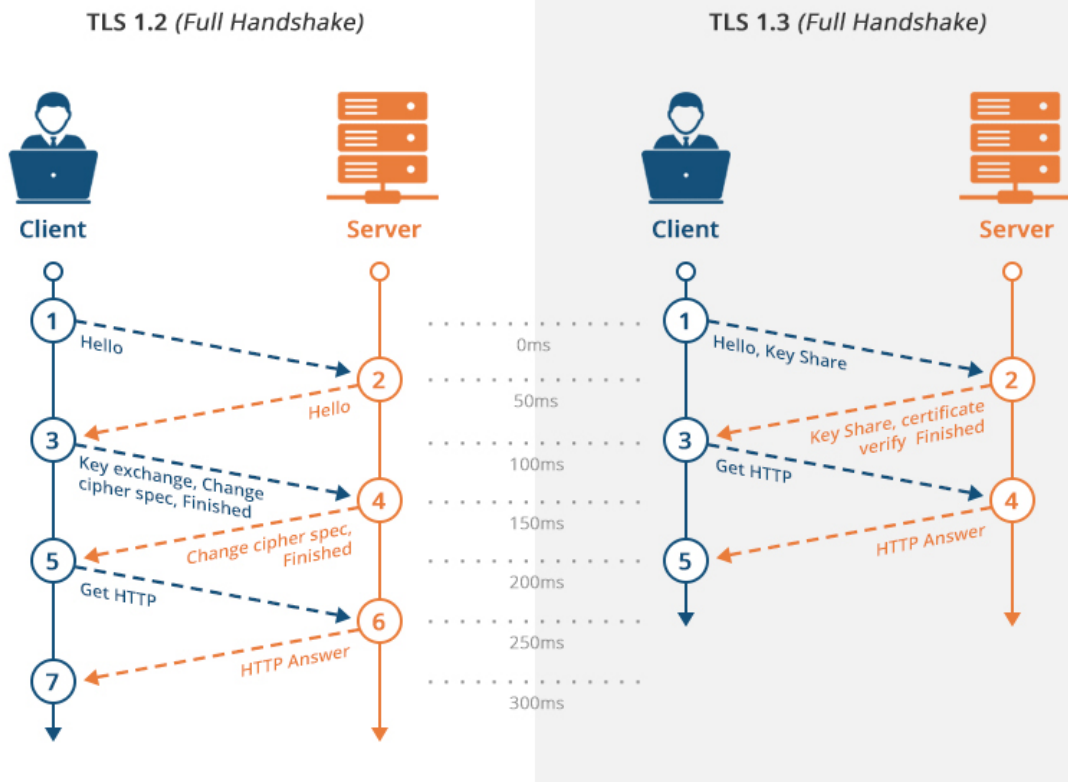 TLS 1.2 (Full Handshake)
Client
Server
1
Hello
2
Hello
3
Key exchange, Change
cipher spec, Finished
4
Change cipher spec,
Finished
5
Get HTTP
6
HTTP Answer
7
0ms
50ms
100ms
150ms
200ms
250ms
300ms
TLS 1.3 (Full Handshake)
Client
Server
1
Hello, Key Share
2
Key Share, certificate
verify Finished
3
Get HTTP
4
HTTP Answer
5